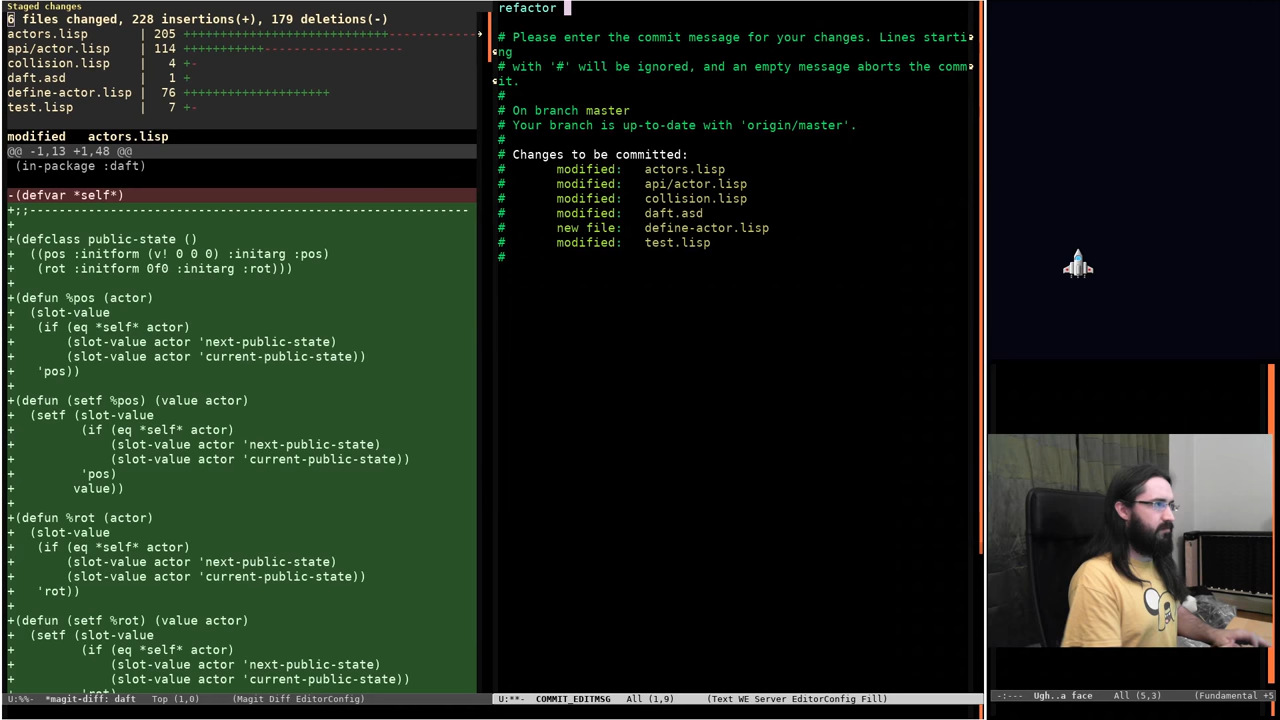 Staged changes
6 files changed, 228 insertions(+), 179 deletions(-)
actors.lisp       | 205 ++++++++++++++++++++++++++++------------
api/actor.lisp    | 114 +++++++++++-------------------
collision.lisp    |   4 +-
daft.asd          |   1 +
define-actor.lisp |  76 ++++++++++++++++++++
test.lisp         |   7 +-
modified   actors.lisp
@@ -1,13 +1,48 @@
 (in-package :daft)
-(defvar *self*)
+;;------------------------------------------------------------
+
+(defclass public-state ()
+  ((pos :initform (v! 0 0 0) :initarg :pos)
+   (rot :initform 0f0 :initarg :rot)))
+
+(defun %pos (actor)
+  (slot-value
+   (if (eq *self* actor)
+       (slot-value actor 'next-public-state)
+       (slot-value actor 'current-public-state))
+   'pos))
+
+(defun (setf %pos) (value actor)
+  (setf (slot-value
+         (if (eq *self* actor)
+             (slot-value actor 'next-public-state)
+             (slot-value actor 'current-public-state))
+         'pos)
+        value))
+
+(defun %rot (actor)
+  (slot-value
+   (if (eq *self* actor)
+       (slot-value actor 'next-public-state)
+       (slot-value actor 'current-public-state))
+   'rot))
+
+(defun (setf %rot) (value actor)
+  (setf (slot-value
+         (if (eq *self* actor)
+             (slot-value actor 'next-public-state)
+             (slot-value actor 'current-public-state))
U:%%-  *magit-diff: daft   Top (1,0)      (Magit Diff EditorConfig)
refactor
# Please enter the commit message for your changes. Lines starti
ng
# with '#' will be ignored, and an empty message aborts the comm
it.
#
# On branch master
# Your branch is up-to-date with 'origin/master'.
#
# Changes to be committed:
#       modified:   actors.lisp
#       modified:   api/actor.lisp
#       modified:   collision.lisp
#       modified:   daft.asd
#       new file:   define-actor.lisp
#       modified:   test.lisp
#
U:**-  COMMIT_EDITMSG   All (1,9)      (Text WE Server EditorConfig Fill)
-:---  Ugh..a face   All (5,3)      (Fundamental +5